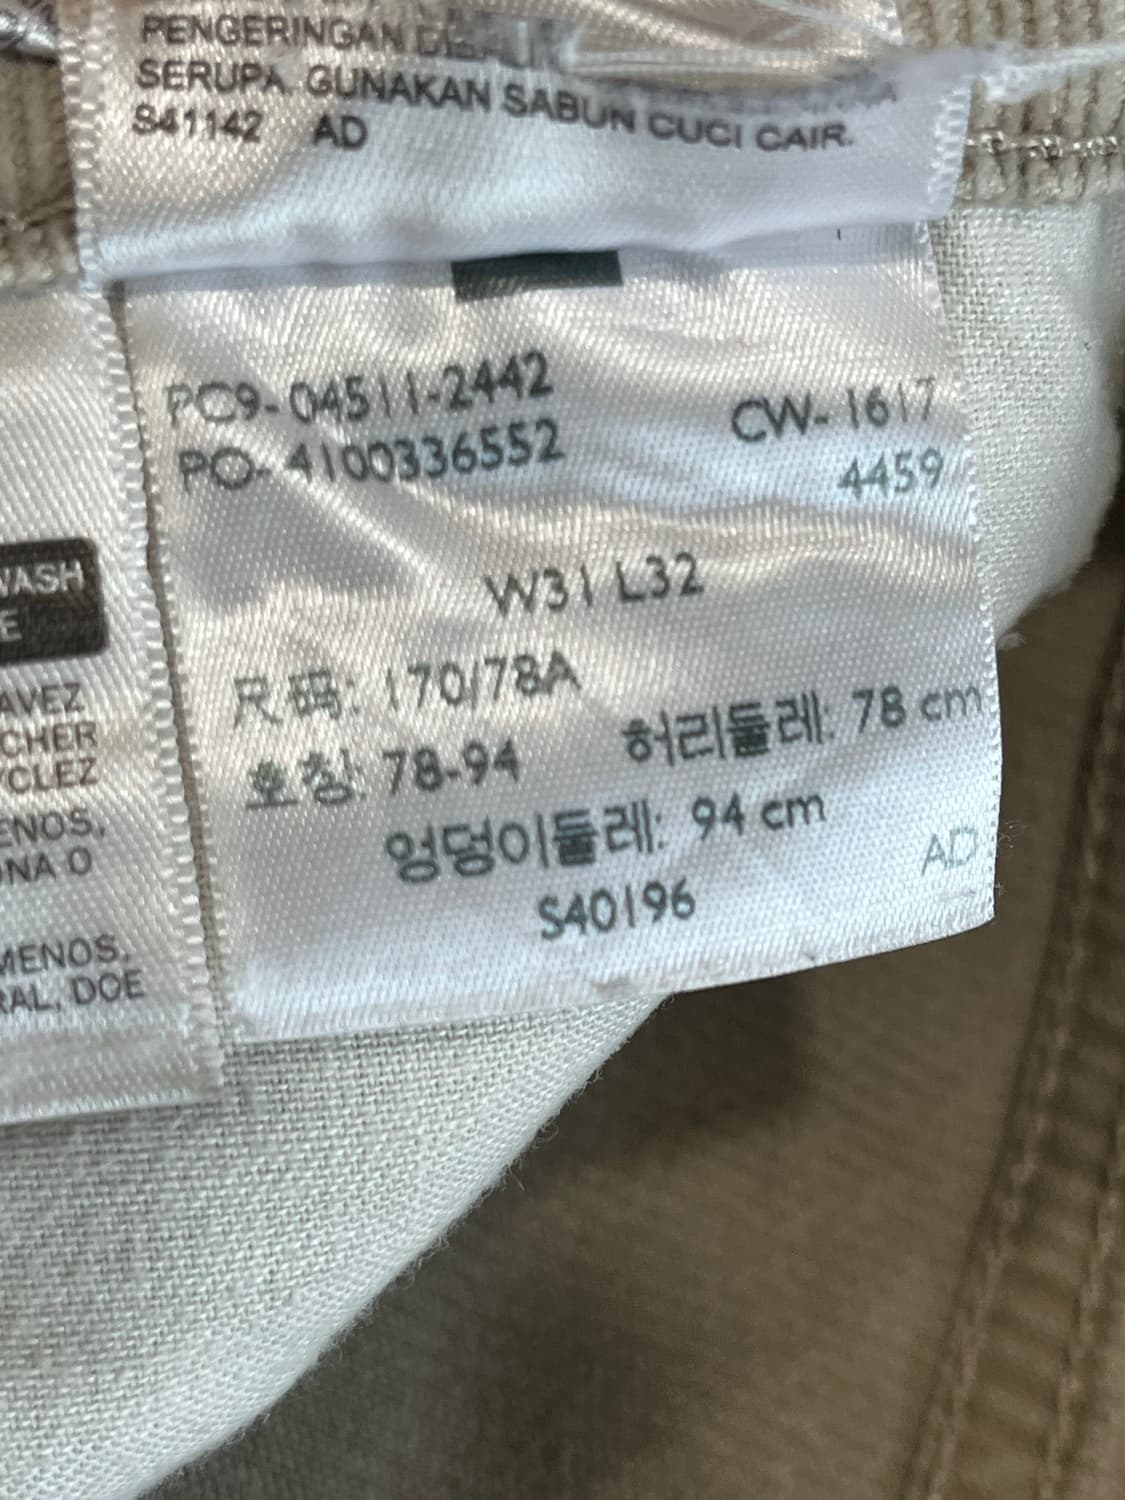 PENGERINGAN
SERUPA. GUNAKAN SABUN CUCI CAIR.
S41142 AD
PC9-04511-2442
PO-4100336552
CW-1617
4459
W31 L32
尺码: 170/78A
호칭: 78-94 허리둘레: 78 cm
엉덩이둘레: 94 cm
AD
S40196
WASH
E
AVEZ
CHER
YCLEZ
ENOS,
ONA O
MENOS,
RAL, DOE